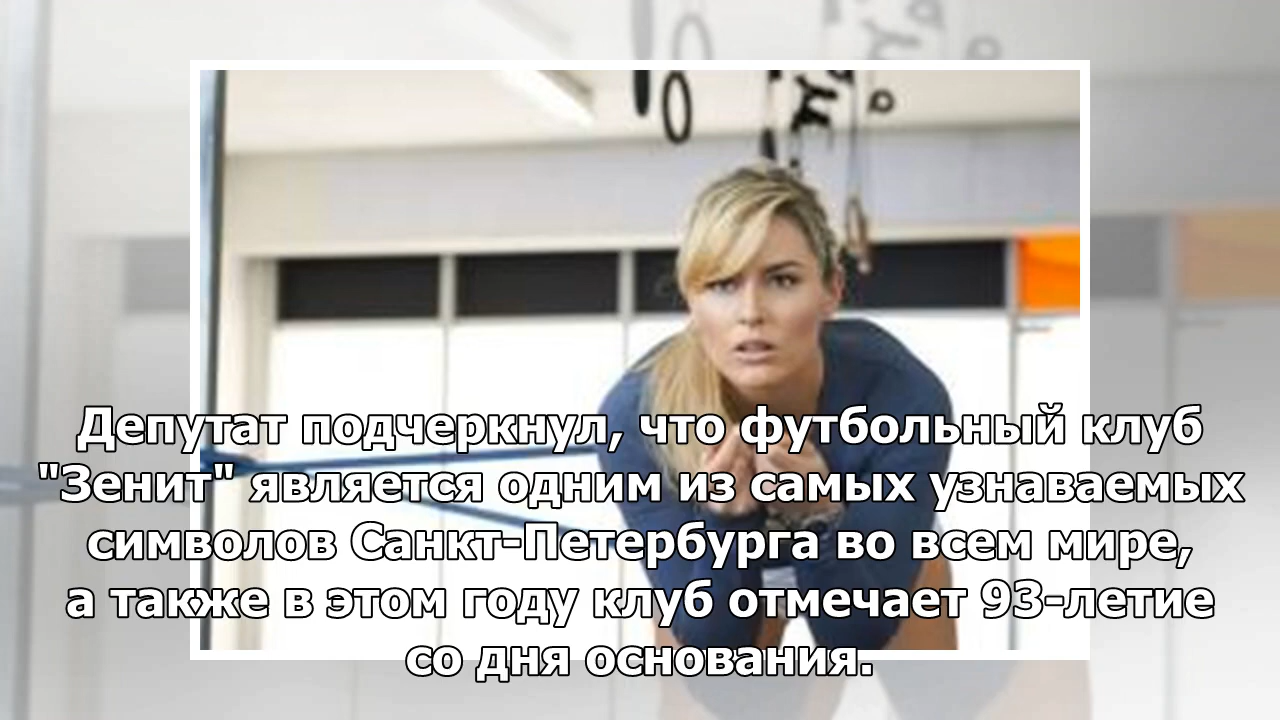 Депутат подчеркнул, что футбольный клуб
"Зенит" является одним из самых узнаваемых
символов Санкт-Петербурга во всем мире,
а также в этом году клуб отмечает 93-летие
со дня основания.